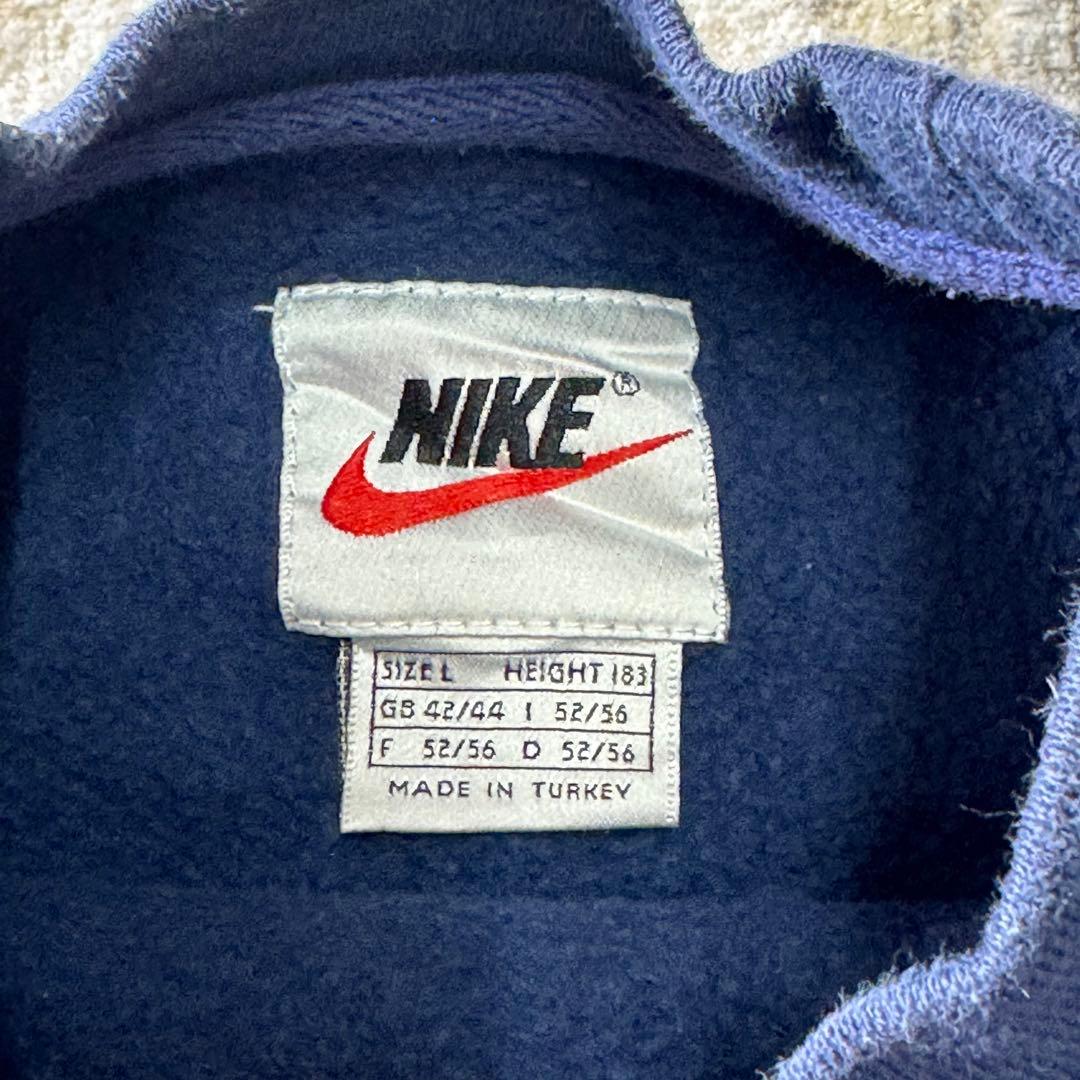 NIKE®
SIZE L HEIGHT 183
GB 42/44 I 52/56
F 52/56 D 52/56
MADE IN TURKEY